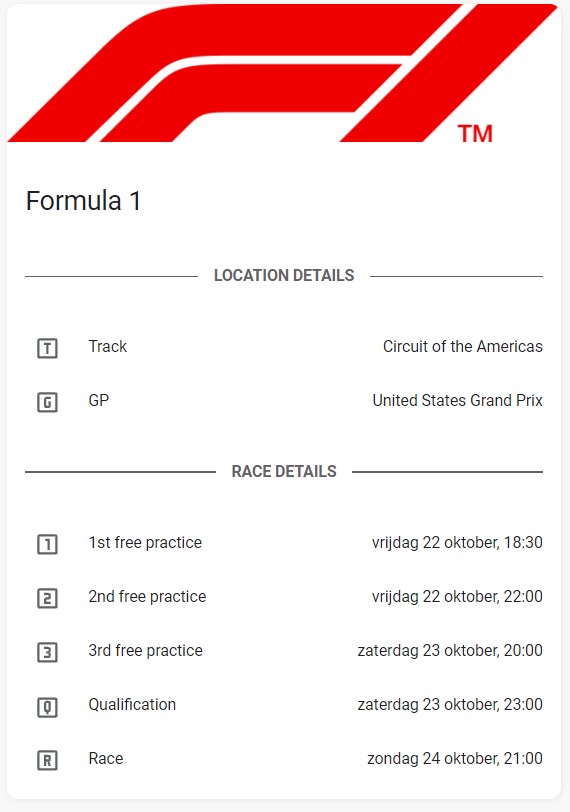 TM
Formula 1
LOCATION DETAILS
T Track Circuit of the Americas
G GP United States Grand Prix
RACE DETAILS
1 1st free practice vrijdag 22 oktober, 18:30
2 2nd free practice vrijdag 22 oktober, 22:00
3 3rd free practice zaterdag 23 oktober, 20:00
Q Qualification zaterdag 23 oktober, 23:00
R Race zondag 24 oktober, 21:00